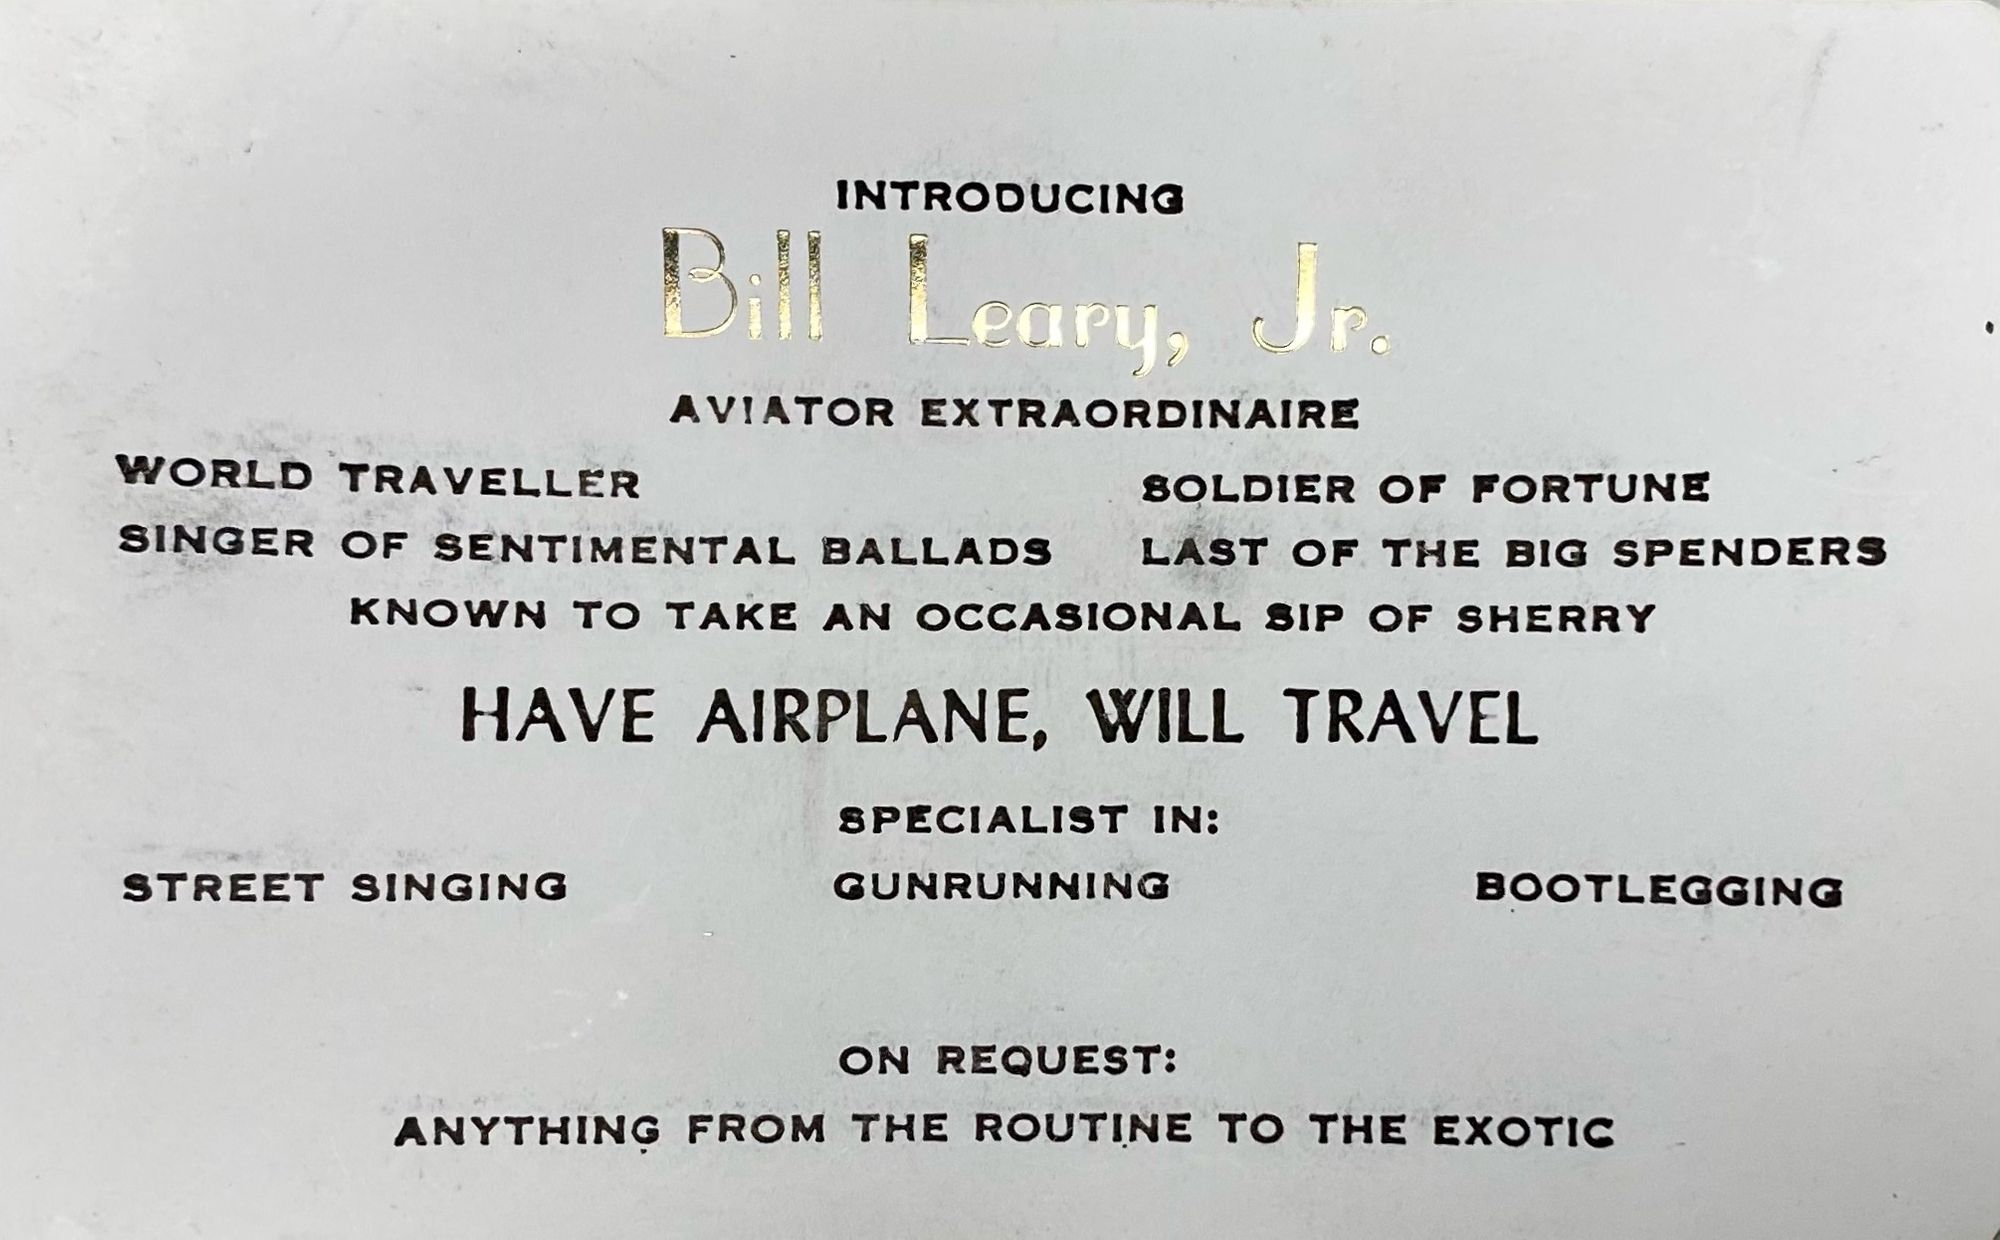 INTRODUCING
Bill Leary, Jr.
AVIATOR EXTRAORDINAIRE
WORLD TRAVELLER SOLDIER OF FORTUNE
SINGER OF SENTIMENTAL BALLADS LAST OF THE BIG SPENDERS
KNOWN TO TAKE AN OCCASIONAL SIP OF SHERRY
HAVE AIRPLANE, WILL TRAVEL
SPECIALIST IN:
STREET SINGING GUNRUNNING BOOTLEGGING
ON REQUEST:
ANYTHING FROM THE ROUTINE TO THE EXOTIC